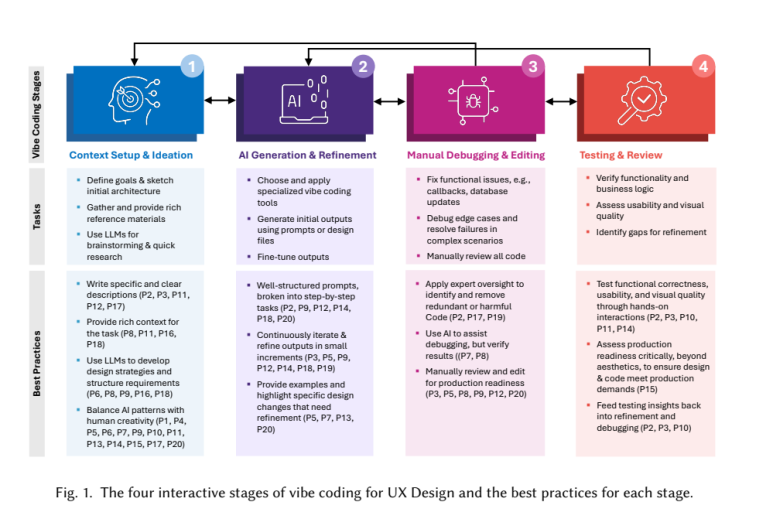 1
2
3
4
Vibe Coding Stages
AI
Context Setup & Ideation
AI Generation & Refinement
Manual Debugging & Editing
Testing & Review
Tasks
▪ Define goals & sketch
initial architecture
▪ Gather and provide rich
reference materials
▪ Use LLMs for
brainstorming & quick
research
▪ Choose and apply
specialized vibe coding
tools
▪ Generate initial outputs
using prompts or design
files
▪ Fine-tune outputs
▪ Fix functional issues, e.g.,
callbacks, database
updates
▪ Debug edge cases and
resolve failures in
complex scenarios
▪ Manually review all code
▪ Verify functionality and
business logic
▪ Assess usability and visual
quality
▪ Identify gaps for refinement
Best Practices
▪ Write specific and clear
descriptions (P2, P3, P11,
P12, P17)
▪ Provide rich context for
the task (P8, P11, P16,
P18)
▪ Use LLMs to develop
design strategies and
structure requirements
(P6, P8, P9, P16, P18)
▪ Balance AI patterns with
human creativity (P1, P4,
P5, P6, P7, P9, P10, P11,
P13, P14, P15, P17, P20)
▪ Well-structured prompts,
broken into step-by-step
tasks (P2, P9, P12, P14,
P18, P20)
▪ Continuously iterate &
refine outputs in small
increments (P3, P5, P9,
P12, P14, P18, P19)
▪ Provide examples and
highlight specific design
changes that need
refinement (P5, P7, P13,
P20)
▪ Apply expert oversight to
identify and remove
redundant or harmful
Code (P2, P17, P19)
▪ Use AI to assist
debugging, but verify
results ((P7, P8)
▪ Manually review and edit
for production readiness
(P3, P5, P8, P9, P12, P20)
▪ Test functional correctness,
usability, and visual quality
through hands-on
interactions (P2, P3, P10,
P11, P14)
▪ Assess production
readiness critically, beyond
aesthetics, to ensure design
& code meet production
demands (P15)
▪ Feed testing insights back
into refinement and
debugging (P2, P3, P10)
Fig. 1. The four interactive stages of vibe coding for UX Design and the best practices for each stage.